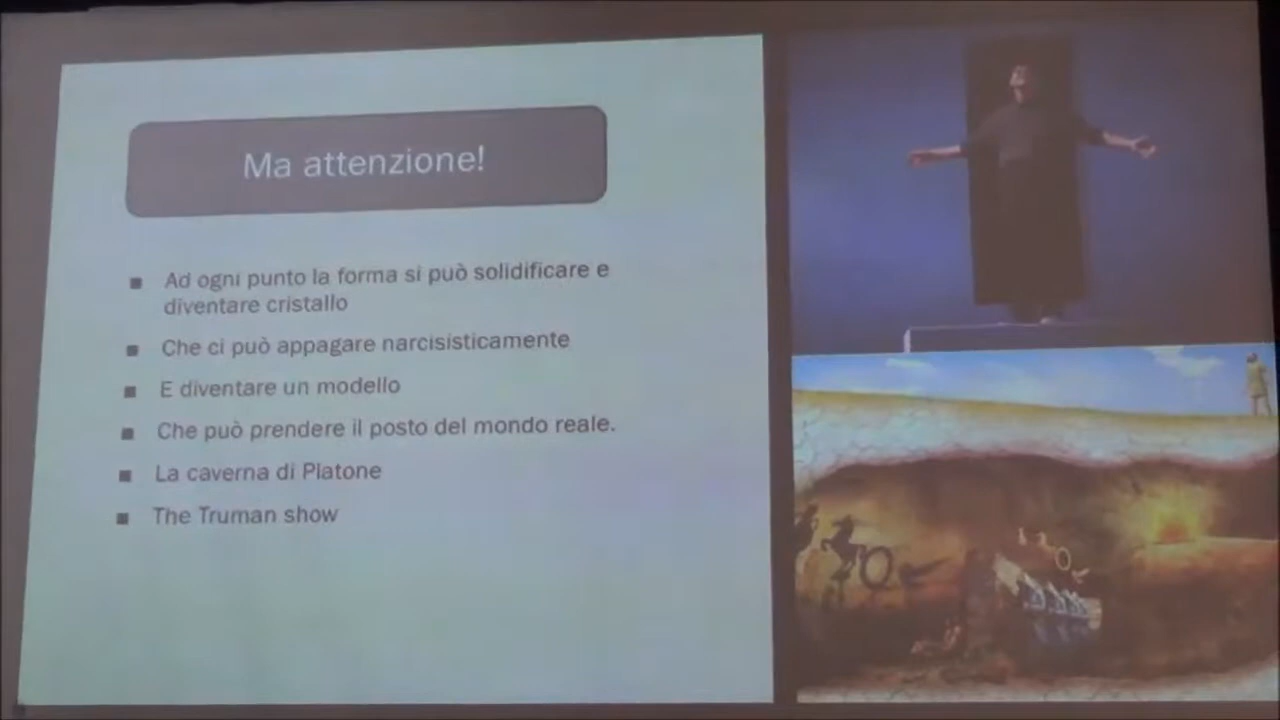 Ma attenzione!
Ad ogni punto la forma si può solidificare e
diventare cristallo
Che ci può appagare narcisisticamente
E diventare un modello
Che può prendere il posto del mondo reale.
La caverna di Platone
The Truman show